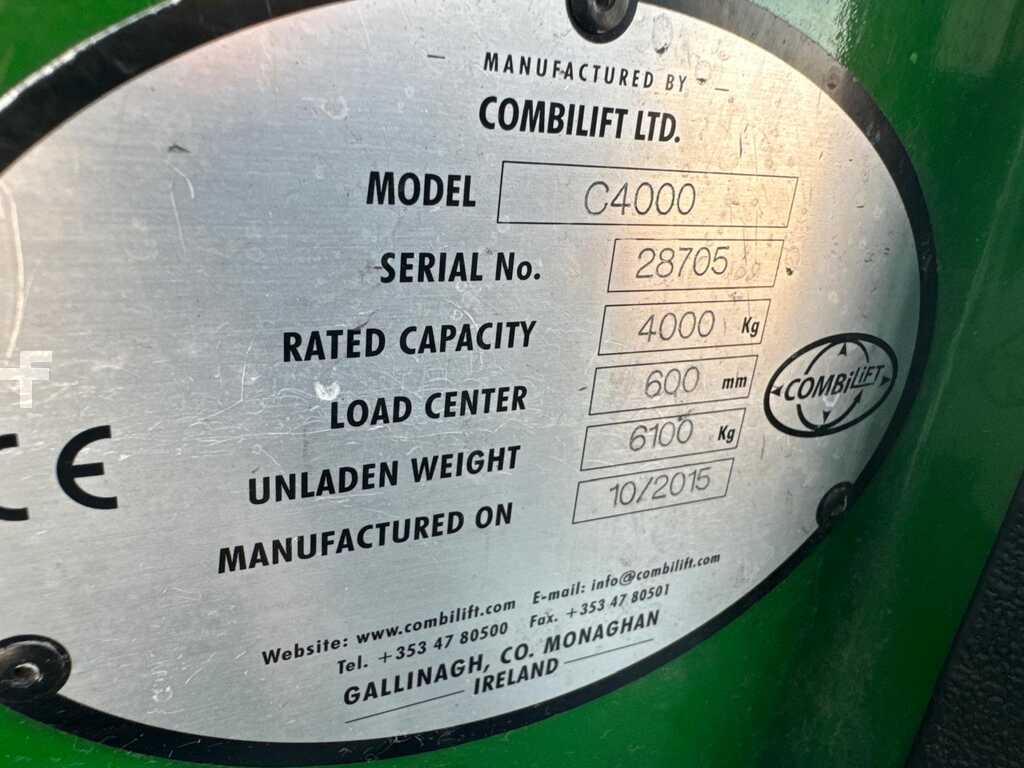 MANUFACTURED BY
COMBILIFT LTD.
MODEL C4000
SERIAL No. 28705
RATED CAPACITY 4000 Kg
LOAD CENTER 600 mm
COMBiLiFT
UNLADEN WEIGHT 6100 Kg
CE
MANUFACTURED ON 10/2015
Website: www.combilift.com E-mail: info@combilift.com
Tel. +353 47 80500 Fax. +353 47 80501
GALLINAGH, CO. MONAGHAN
IRELAND